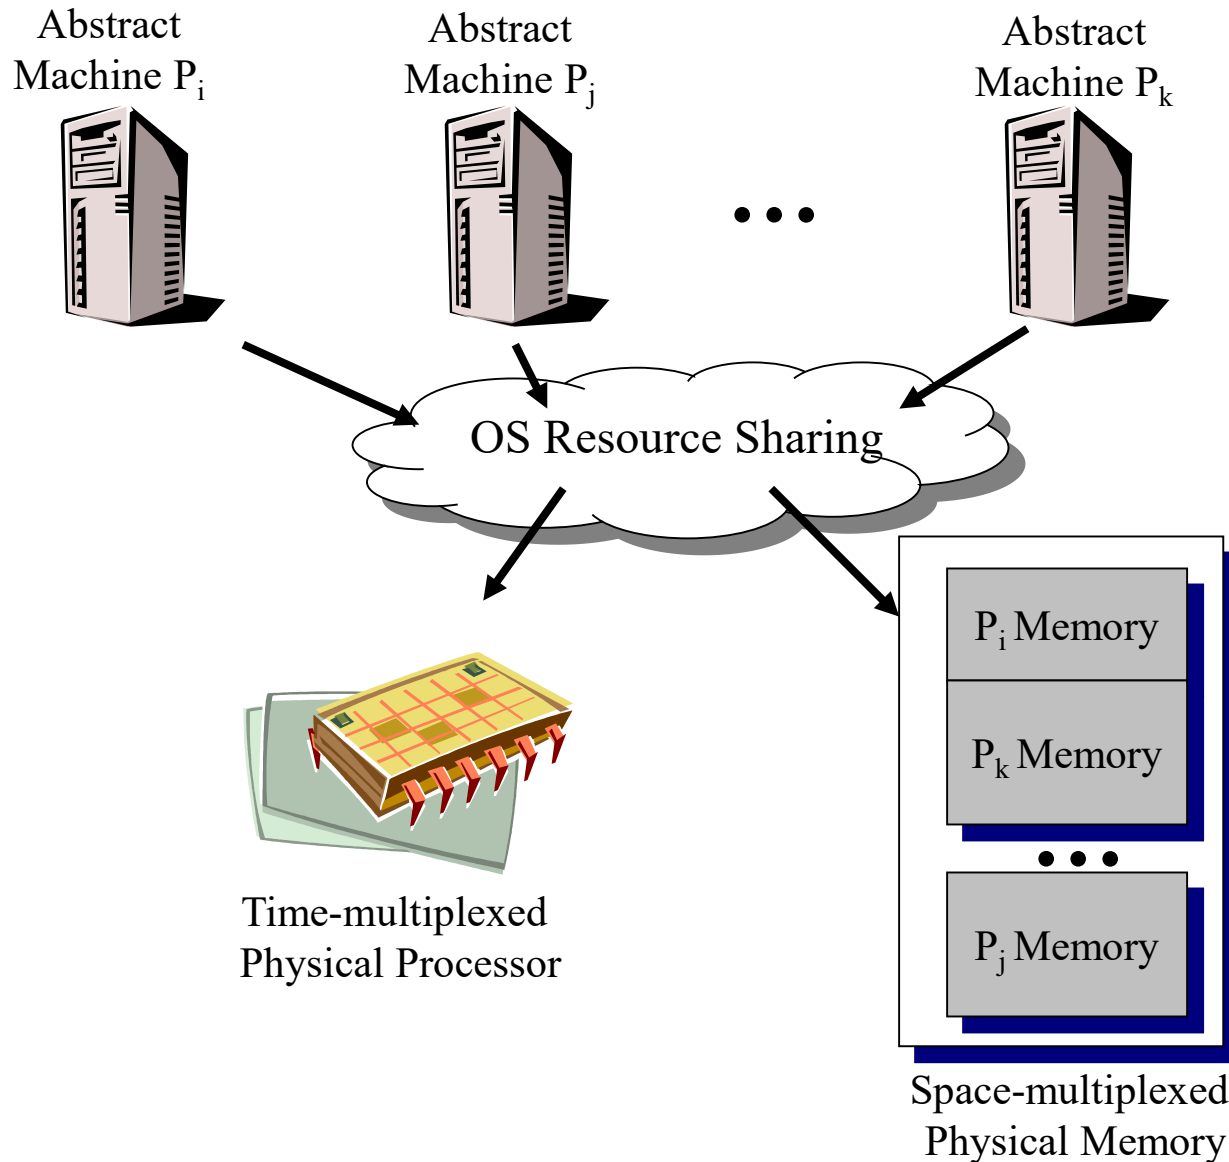 Abstract
Machine Pi
Abstract
Machine Pj
Abstract
Machine Pk
OS Resource Sharing
Pi Memory
Pk Memory
Pj Memory
Time-multiplexed
Physical Processor
Space-multiplexed
Physical Memory